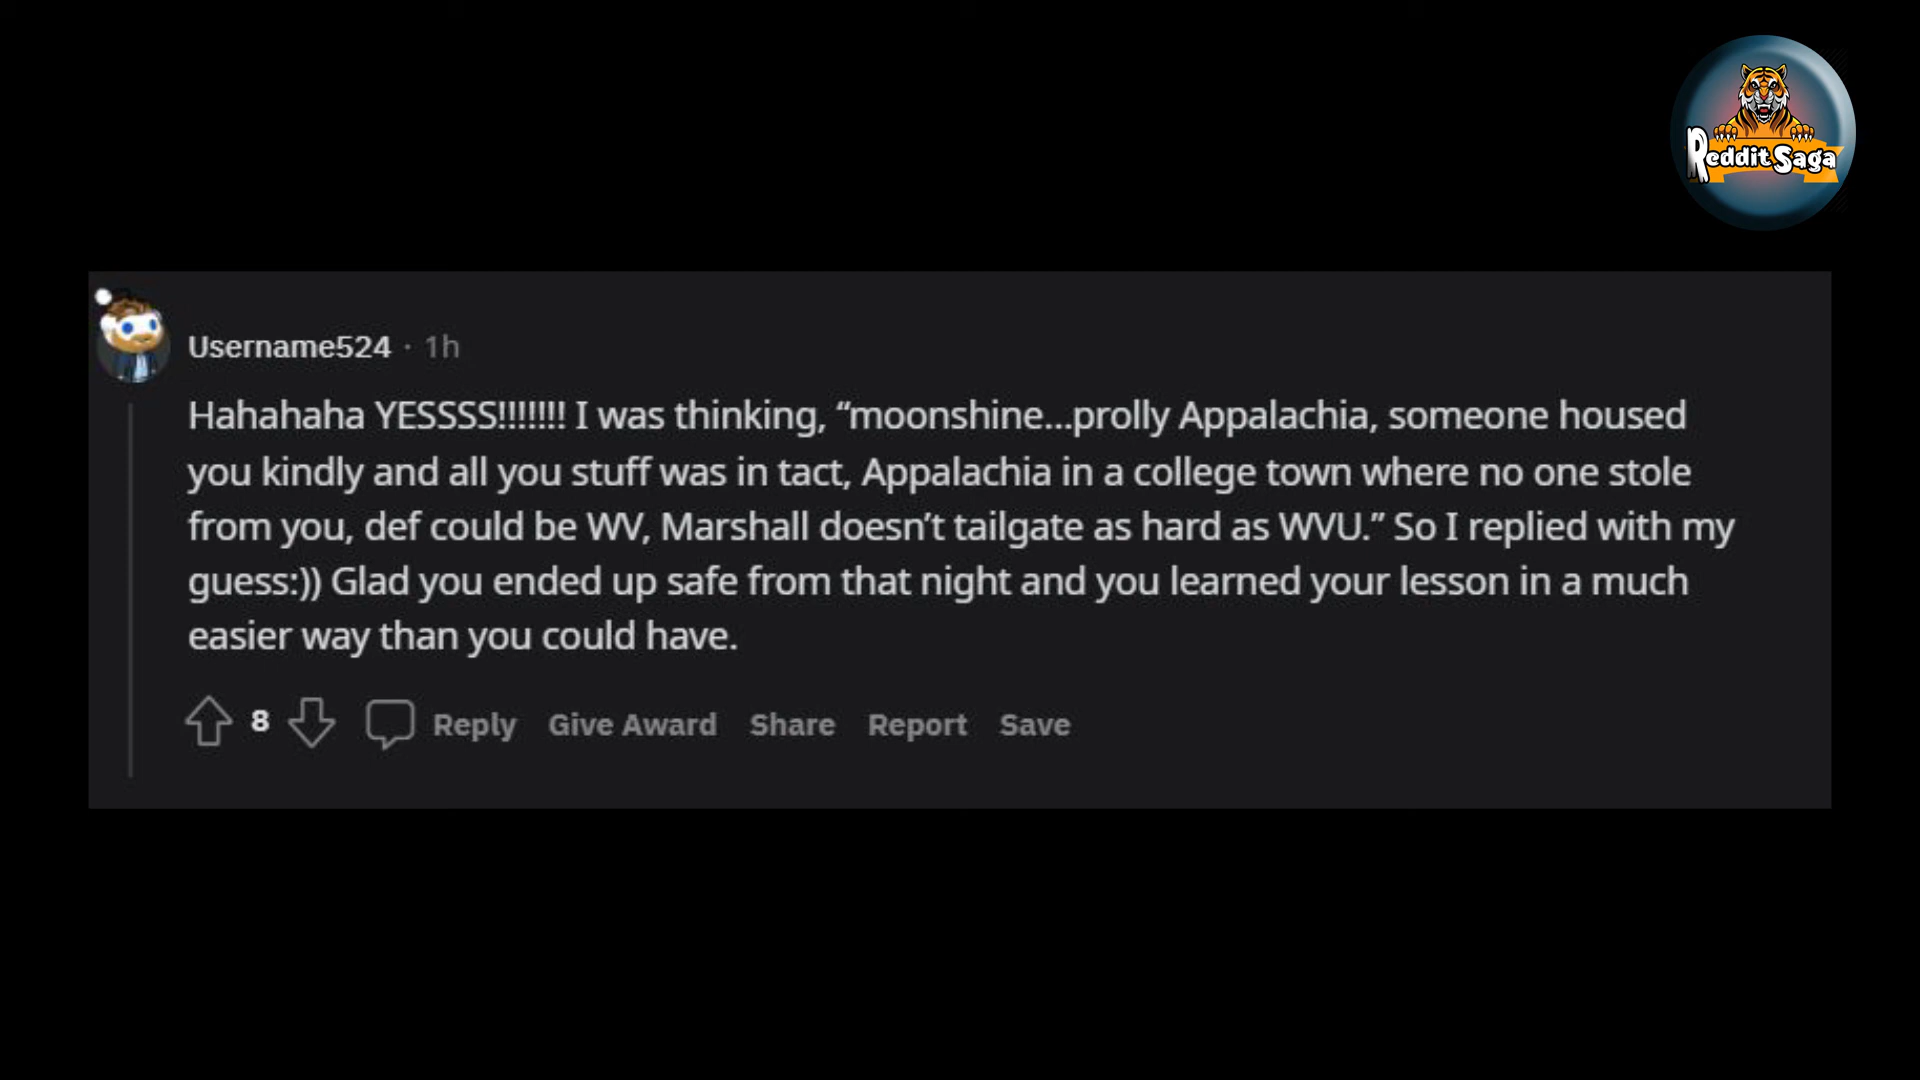 Reddit Saga
Username524 · 1h
Hahahaha YESSSS!!!!!!! I was thinking, “moonshine...prolly Appalachia, someone housed
you kindly and all you stuff was in tact, Appalachia in a college town where no one stole
from you, def could be WV, Marshall doesn’t tailgate as hard as WVU.” So I replied with my
guess:)) Glad you ended up safe from that night and you learned your lesson in a much
easier way than you could have.
8 Reply Give Award Share Report Save